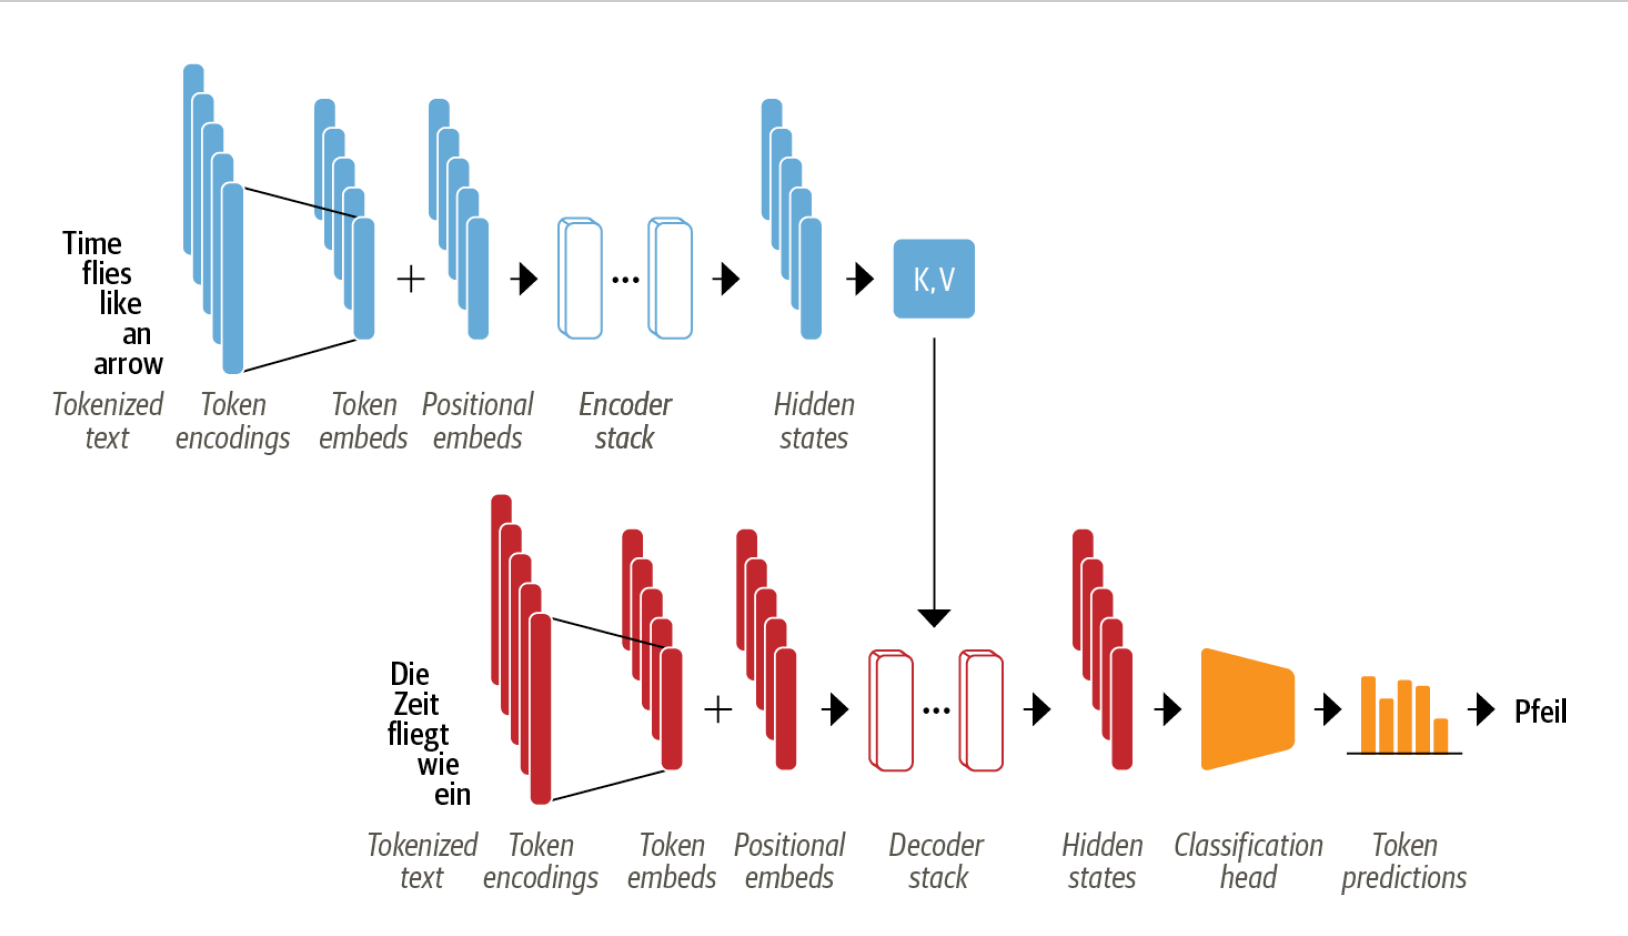 Time
flies
like
an
arrow
K, V
Tokenized text
Token encodings
Token embeds
+
Positional embeds
Encoder stack
...
Hidden states
Die
Zeit
fliegt
wie
ein
+
...
Pfeil
Tokenized text
Token encodings
Token embeds
Positional embeds
Decoder stack
Hidden states
Classification head
Token predictions